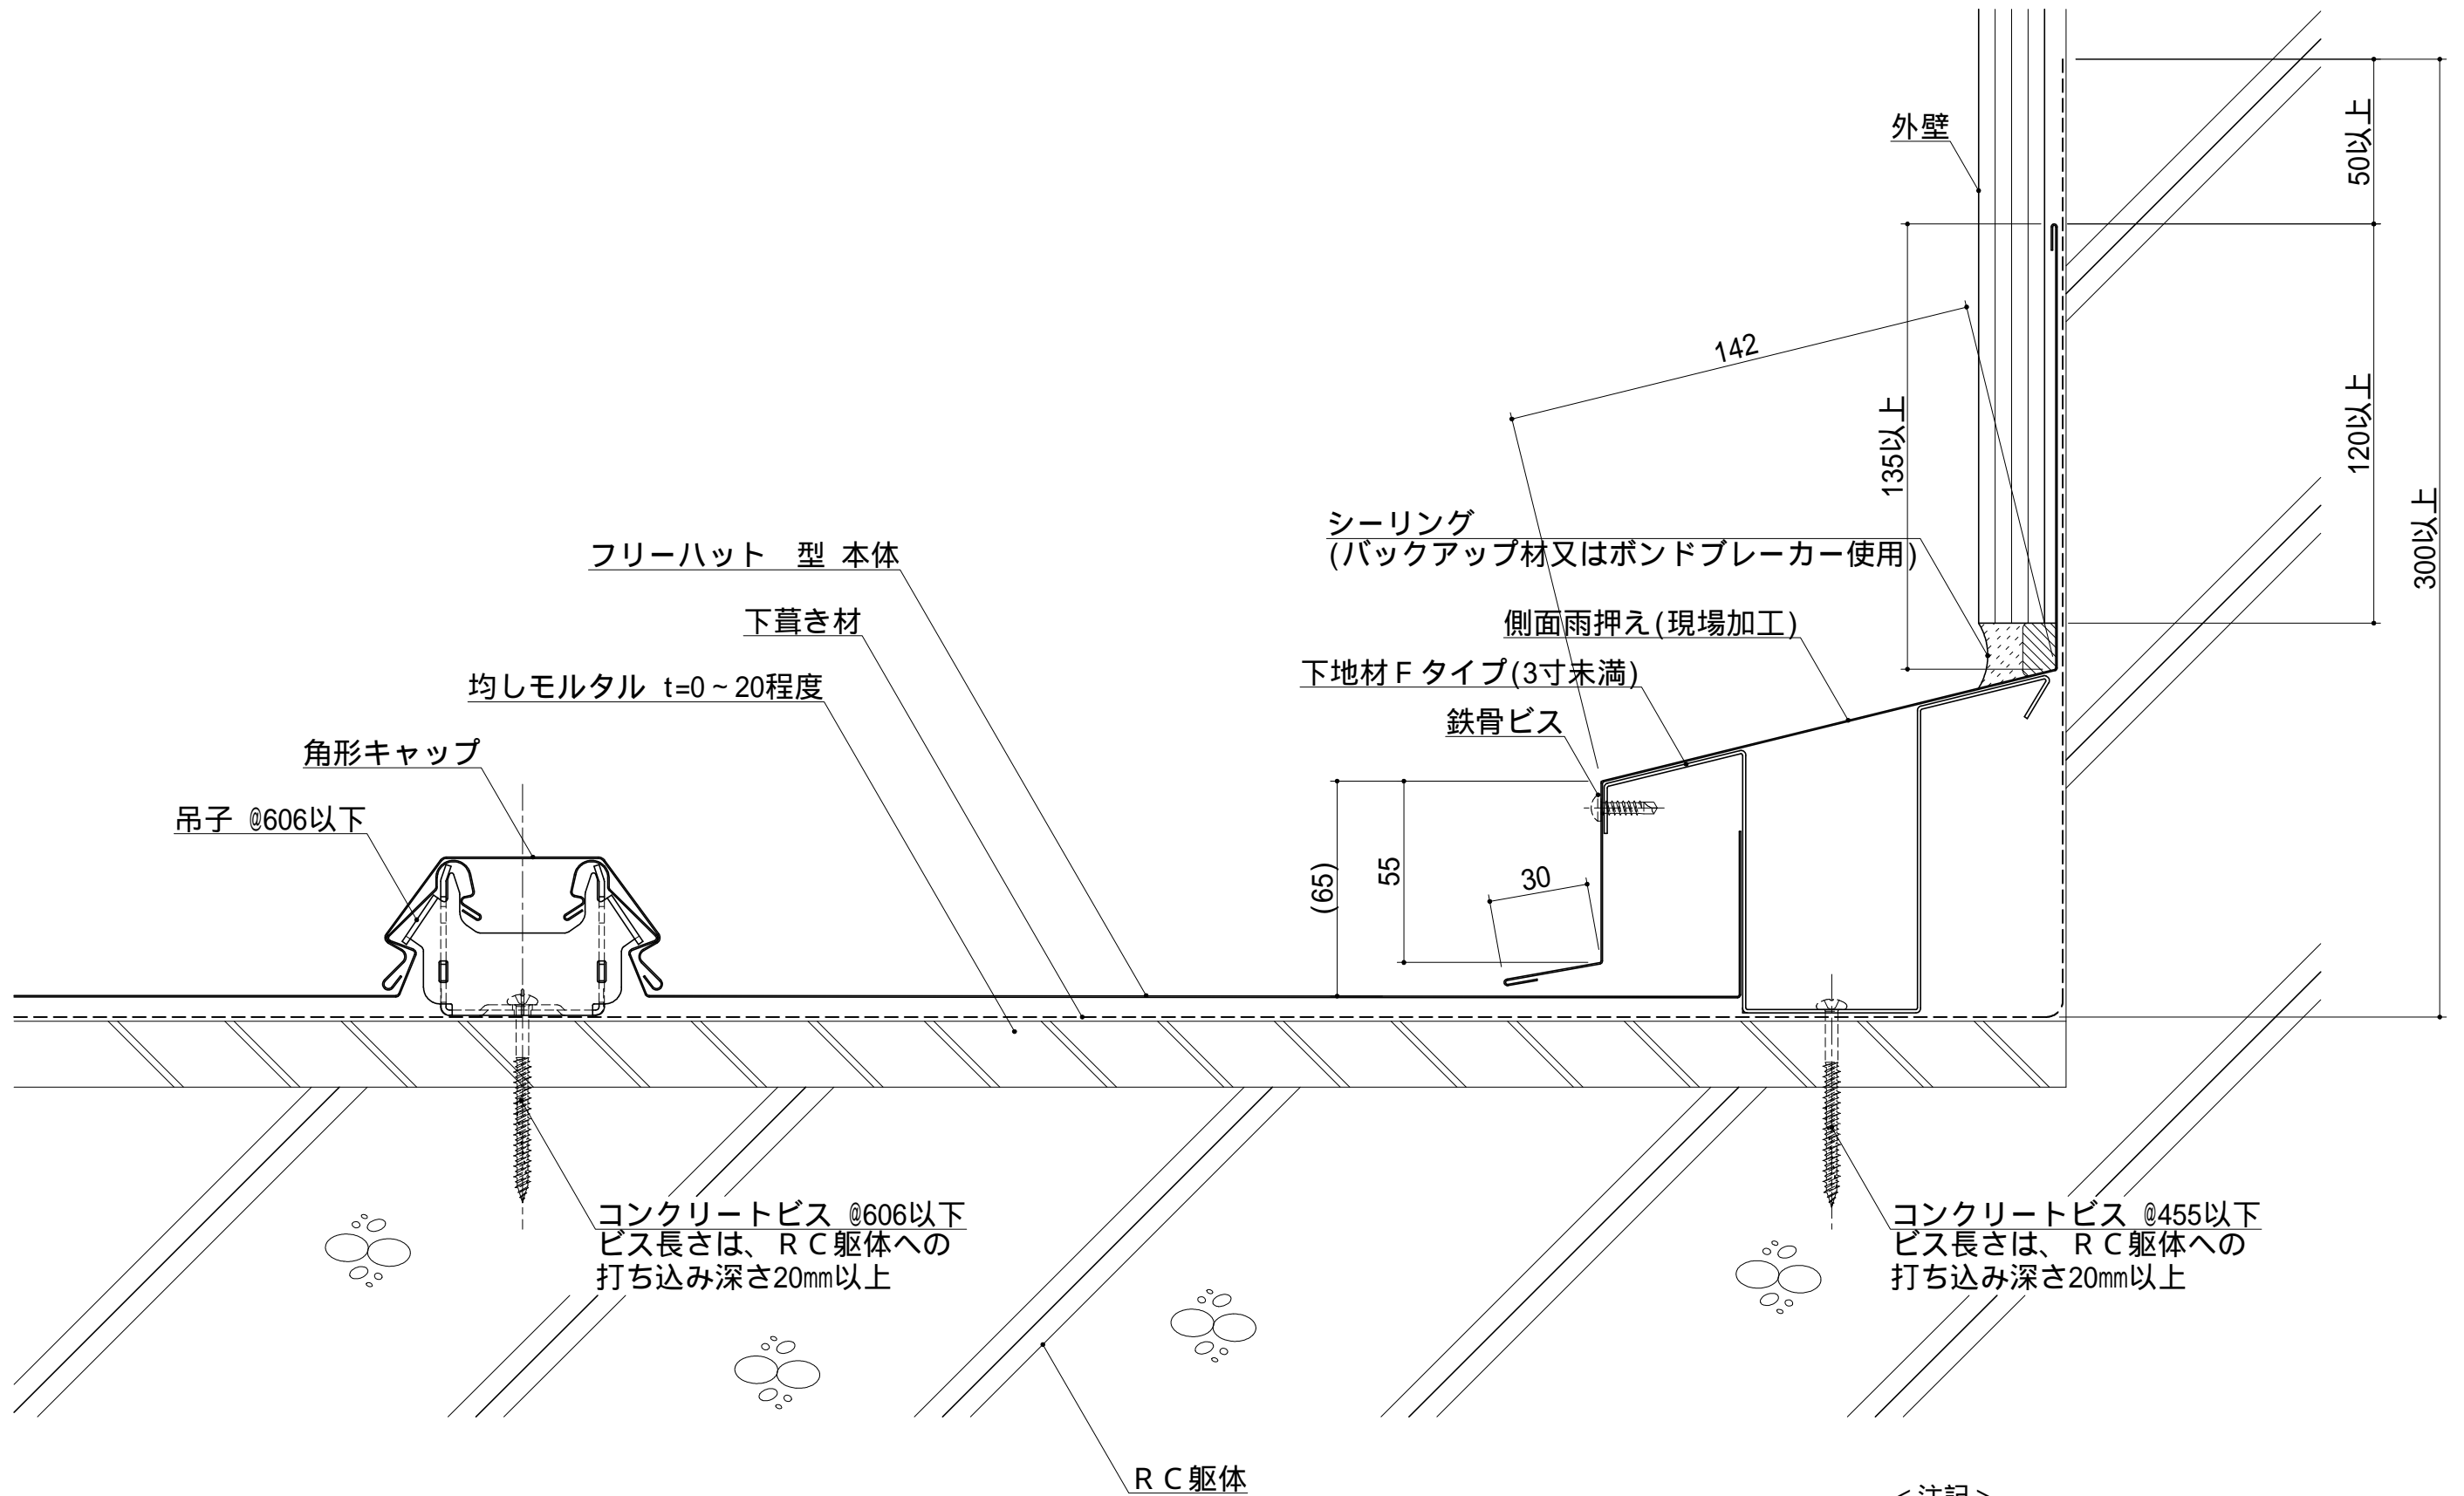 外壁
50以上
142
135以上
120以上
300以上
シーリング
(バックアップ材又はボンドブレーカー使用)
フリーハット　型 本体
下葺き材
側面雨押え(現場加工)
下地材Ｆタイプ(3寸未満)
均しモルタル t=0～20程度
鉄骨ビス
角形キャップ
吊子 @606以下
(65)
55
30
コンクリートビス @606以下
ビス長さは、ＲＣ躯体への
打ち込み深さ20mm以上
コンクリートビス @455以下
ビス長さは、ＲＣ躯体への
打ち込み深さ20mm以上
ＲＣ躯体
＜注記＞